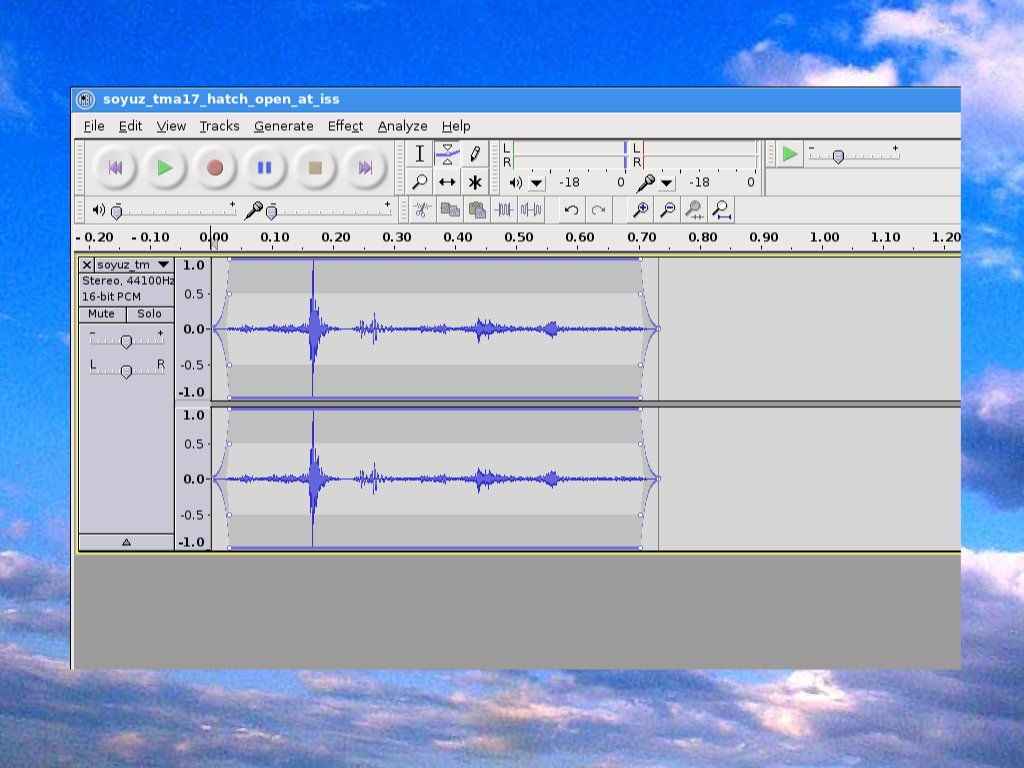 soyuz_tma17_hatch_open_at_iss
File Edit View Tracks Generate Effect Analyze Help
L L
R R
-18 0 -18 0
- +
- + - +
- 0.20 - 0.10 0.00 0.10 0.20 0.30 0.40 0.50 0.60 0.70 0.80 0.90 1.00 1.10 1.20
soyuz_tm
Stereo, 44100Hz
16-bit PCM
Mute Solo
- +
L R
1.0
0.5
0.0
-0.5
-1.0
1.0
0.5
0.0
-0.5
-1.0